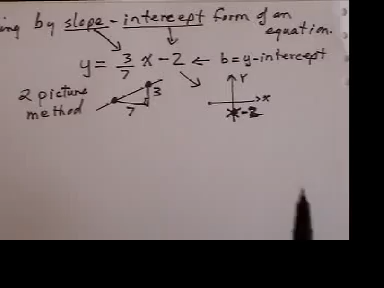 ing by slope-intercept form of an
equation.
y = 3/7 x - 2 ← b = y-intercept
2 picture
method
3
7
Y
x
-2